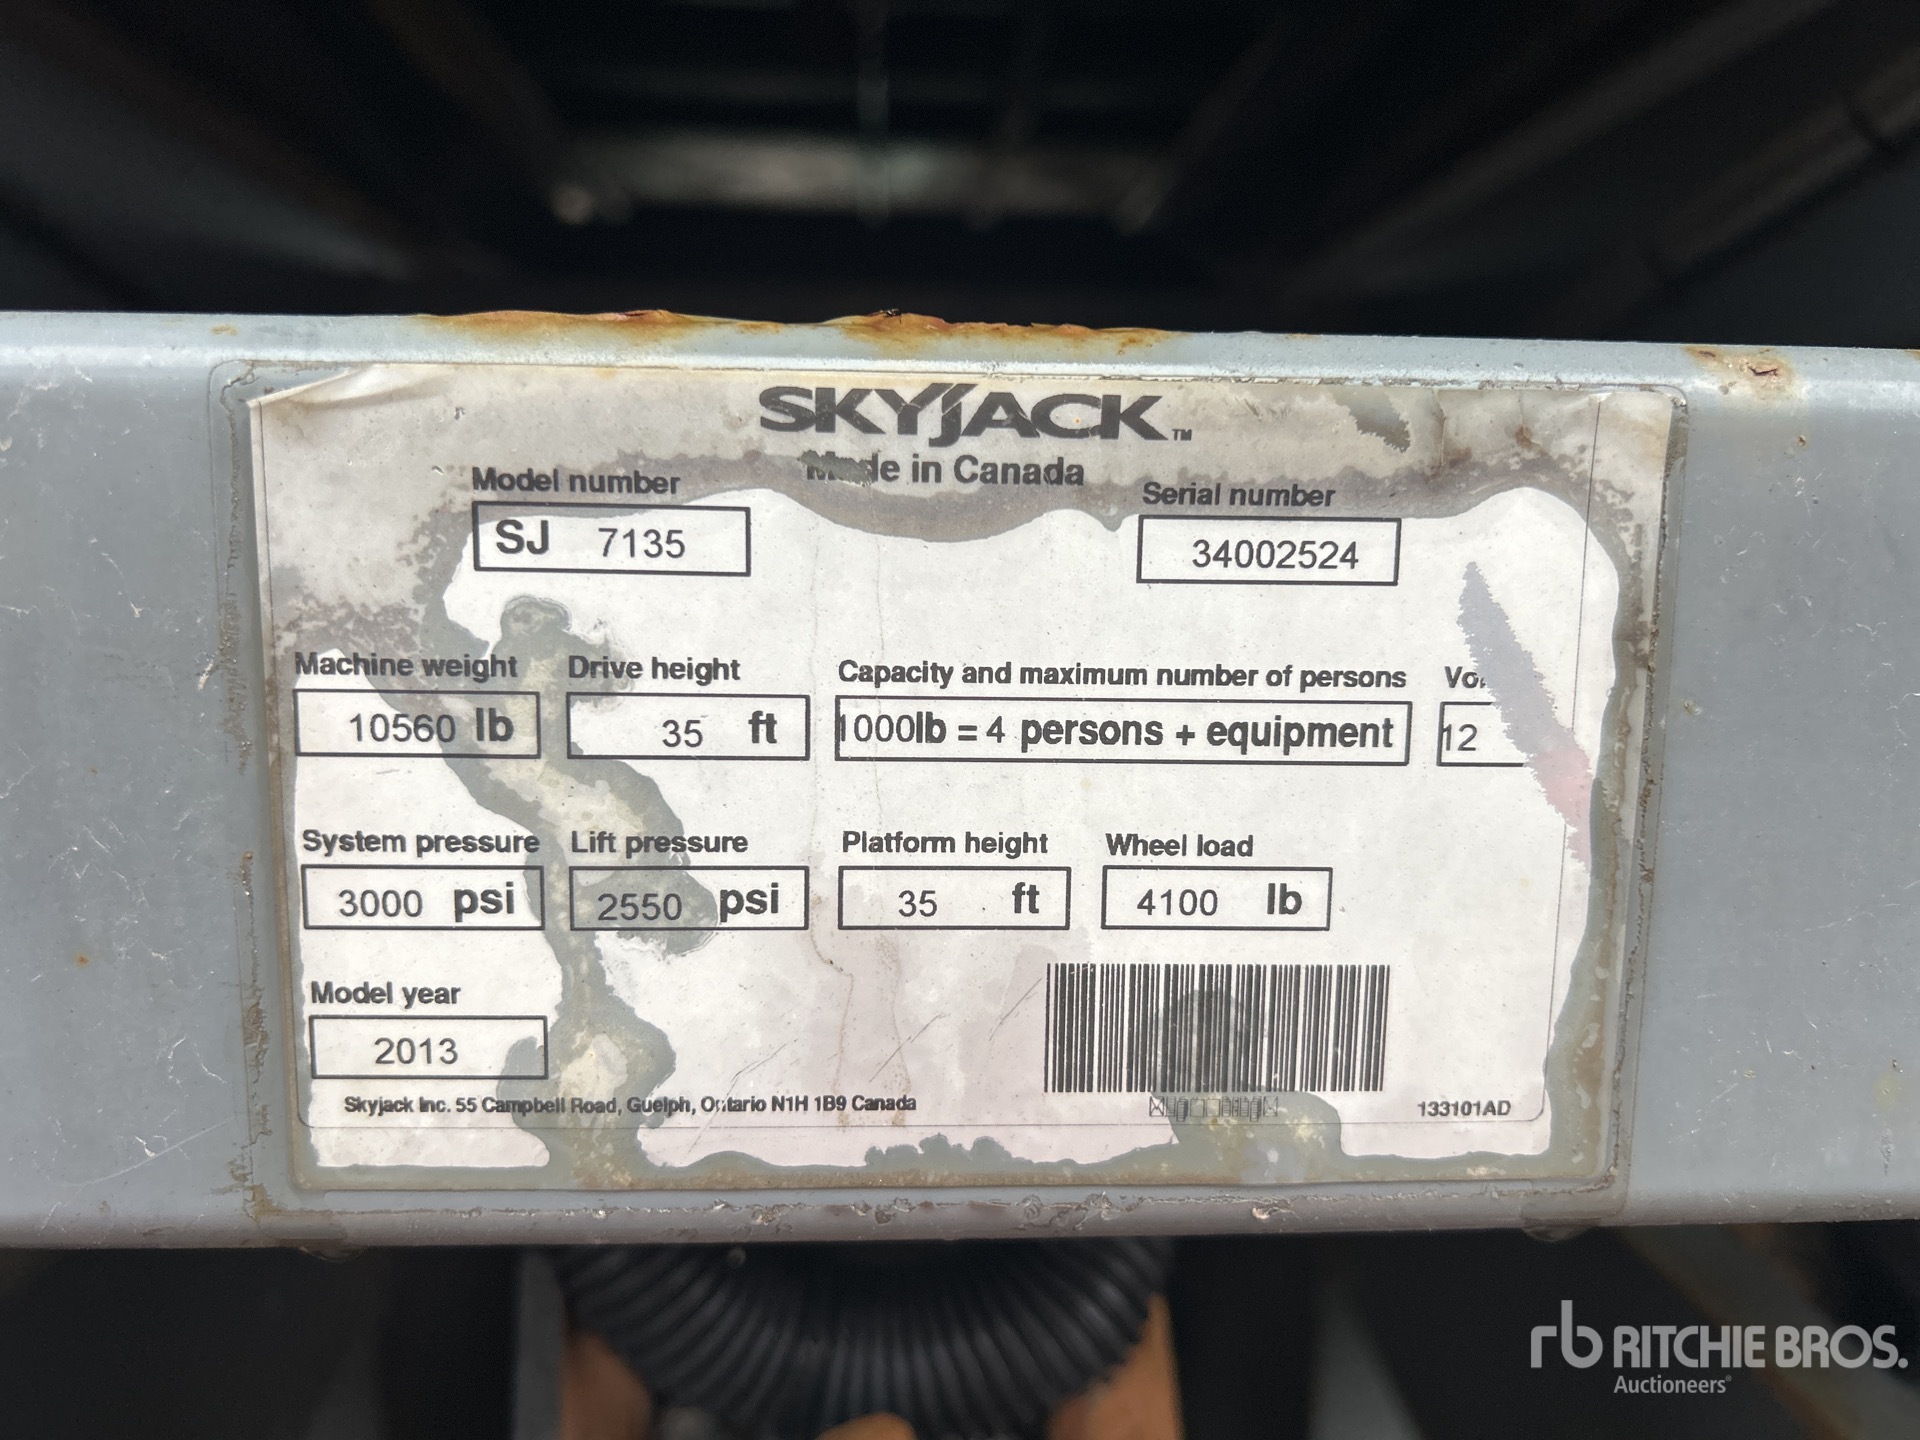 SKYJACK™
Made in Canada
Model number
SJ 7135
Serial number
34002524
Machine weight
10560 lb
Drive height
35 ft
Capacity and maximum number of persons
1000lb = 4 persons + equipment
12
System pressure
3000 psi
Lift pressure
2550 psi
Platform height
35 ft
Wheel load
4100 lb
Model year
2013
Skyjack Inc. 55 Campbell Road, Guelph, Ontario N1H 1B9 Canada
133101AD
rb RITCHIE BROS.
Auctioneers®